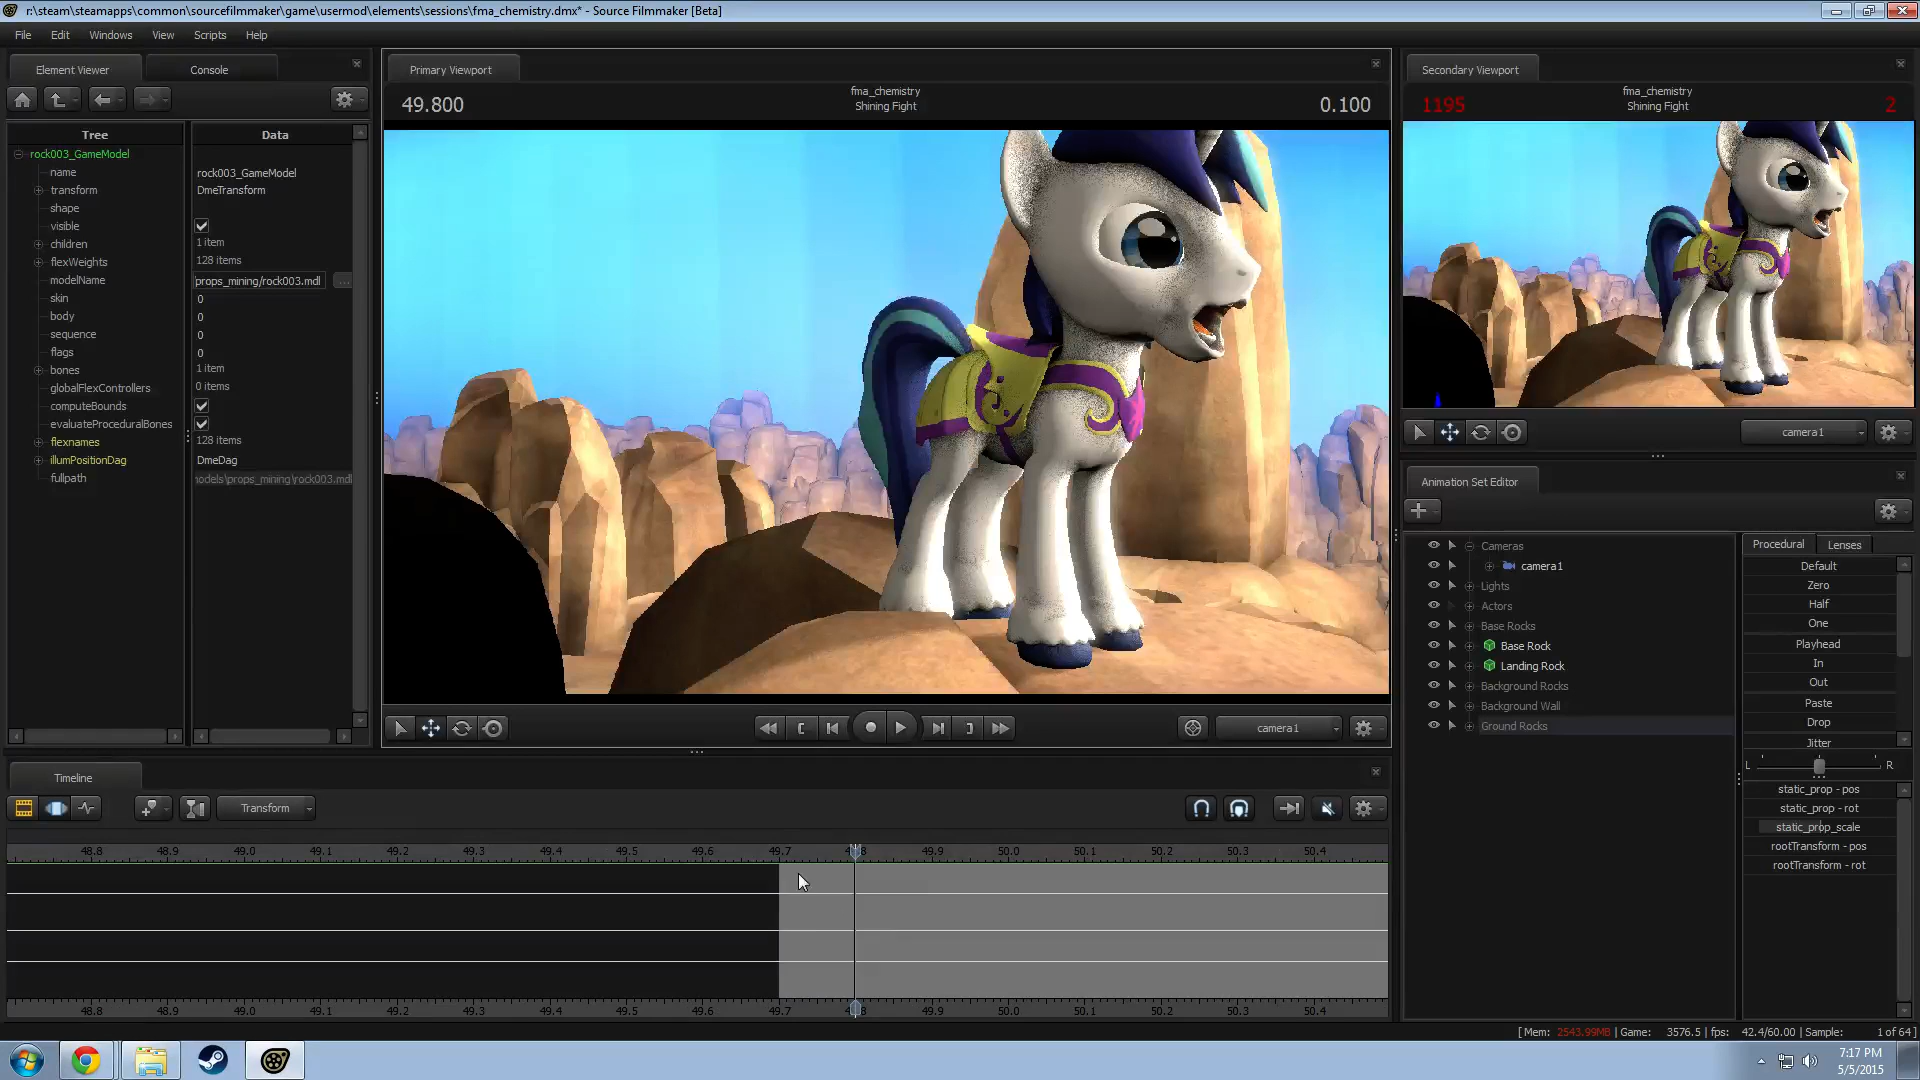 r:\steam\steamapps\common\sourcefilmmaker\game\usermod\elements\sessions\fma_chemistry.dmx* - Source Filmmaker [Beta]
File Edit Windows View Scripts Help
Element Viewer Console
Tree Data
rock003_GameModel
name rock003_GameModel
transform DmeTransform
shape
visible
children 1 item
flexWeights 128 items
modelName props_mining/rock003.mdl ...
skin 0
body 0
sequence 0
flags 0
bones 1 item
globalFlexControllers 0 items
computeBounds
evaluateProceduralBones
flexnames 128 items
illumPositionDag DmeDag
fullpath nodels\props_mining\rock003.mdl
Primary Viewport
49.800 fma_chemistry 0.100
Shining Fight
camera1
Secondary Viewport
1195 fma_chemistry 2
Shining Fight
camera1
Animation Set Editor
Cameras
camera1
Lights
Actors
Base Rocks
Base Rock
Landing Rock
Background Rocks
Background Wall
Ground Rocks
Procedural Lenses
Default
Zero
Half
One
Playhead
In
Out
Paste
Drop
Jitter
L R
static_prop - pos
static_prop - rot
static_prop_scale
rootTransform - pos
rootTransform - rot
Timeline
Transform
48.8 48.9 49.0 49.1 49.2 49.3 49.4 49.5 49.6 49.7 49.8 49.9 50.0 50.1 50.2 50.3 50.4
48.8 48.9 49.0 49.1 49.2 49.3 49.4 49.5 49.6 49.7 49.8 49.9 50.0 50.1 50.2 50.3 50.4
[ Mem: 2543.99MB | Game: 3576.5 | fps: 42.4/60.00 | Sample: 1 of 64 ]
7:17 PM
5/5/2015